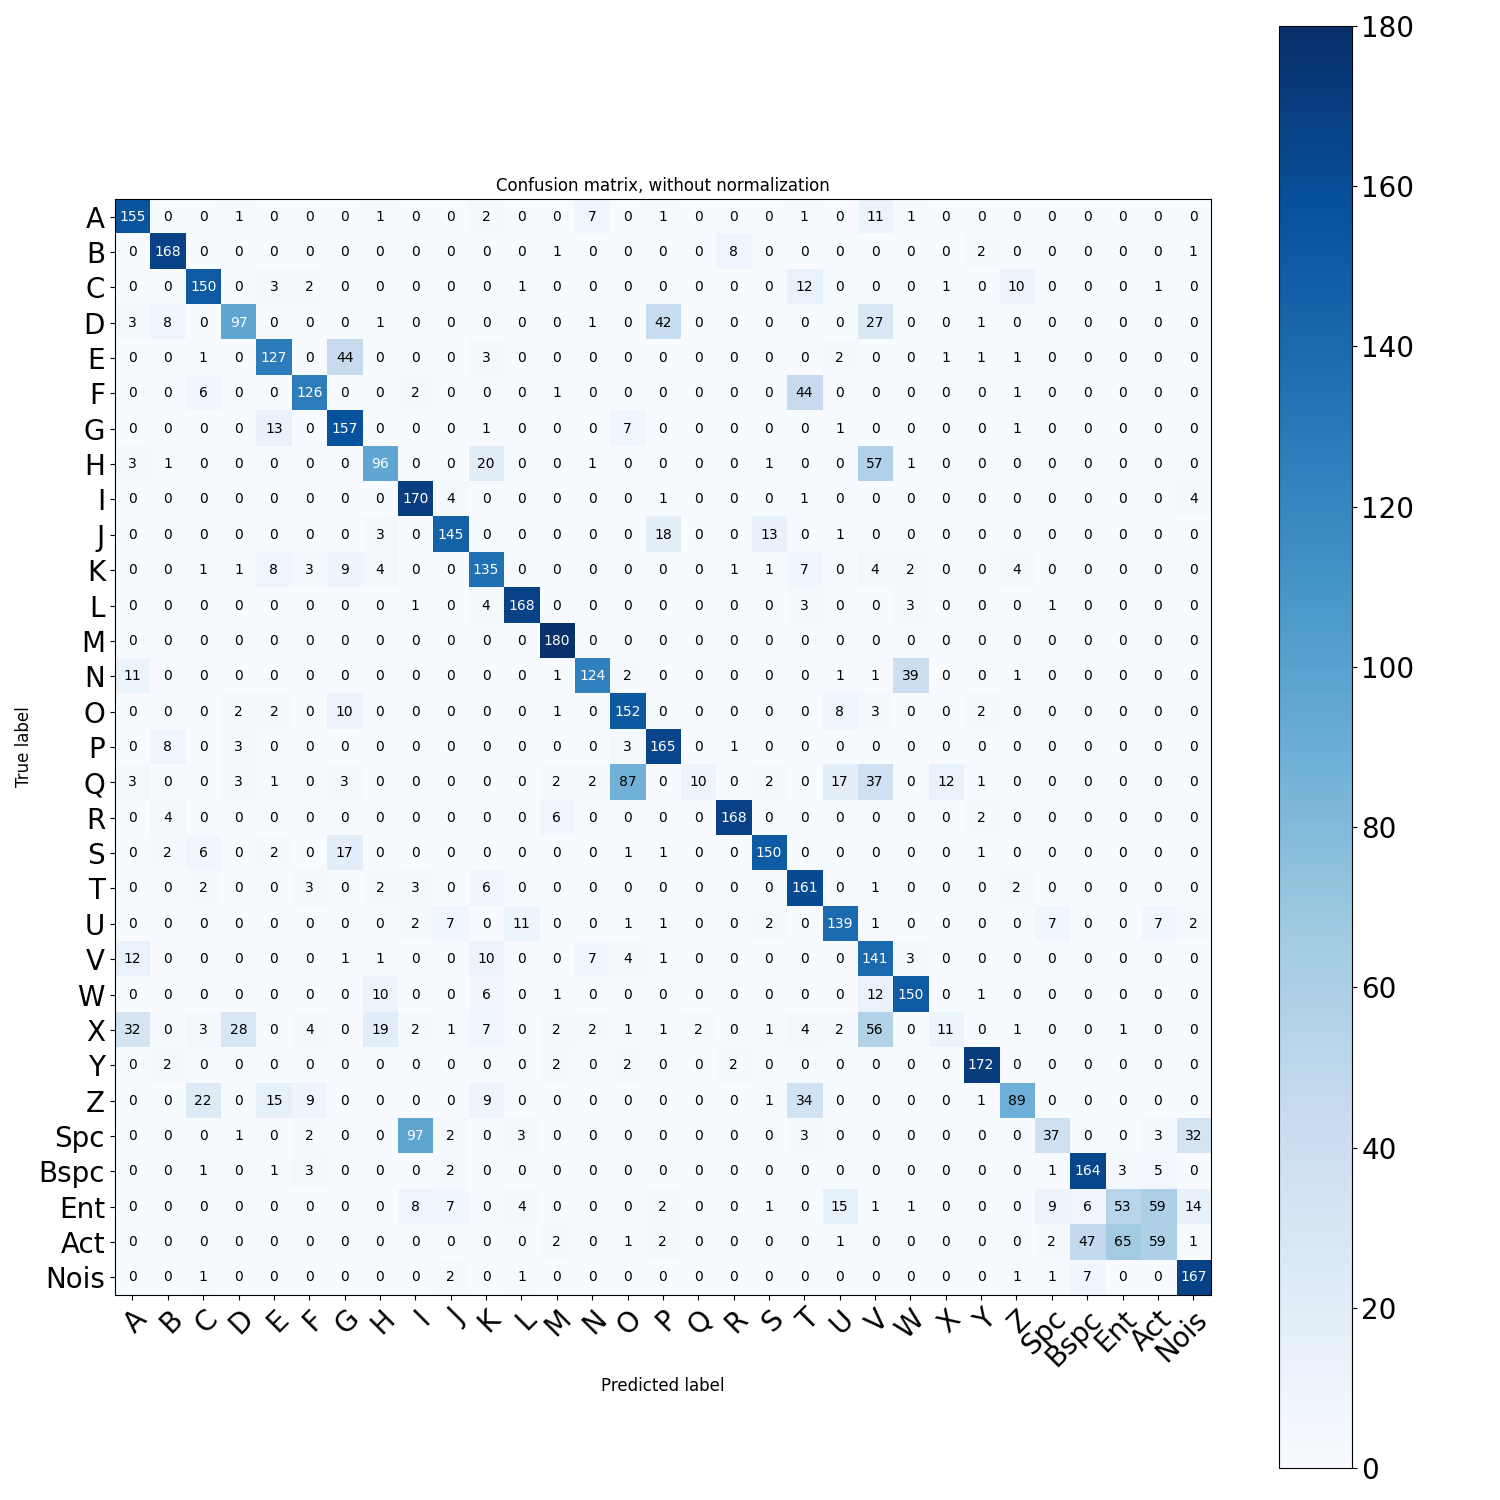 Confusion matrix, without normalization
A 155 0 0 1 0 0 0 1 0 0 2 0 0 7 0 1 0 0 0 1 0 11 1 0 0 0 0 0 0 0 0
B 0 168 0 0 0 0 0 0 0 0 0 0 1 0 0 0 0 8 0 0 0 0 0 0 2 0 0 0 0 0 1
C 0 0 150 0 3 2 0 0 0 0 0 1 0 0 0 0 0 0 0 12 0 0 0 1 0 10 0 0 0 1 0
D 3 8 0 97 0 0 0 1 0 0 0 0 0 1 0 42 0 0 0 0 0 27 0 0 1 0 0 0 0 0 0
E 0 0 1 0 127 0 44 0 0 0 3 0 0 0 0 0 0 0 0 0 2 0 0 1 1 1 0 0 0 0 0
F 0 0 6 0 0 126 0 0 2 0 0 0 1 0 0 0 0 0 0 44 0 0 0 0 0 1 0 0 0 0 0
G 0 0 0 0 13 0 157 0 0 0 1 0 0 0 7 0 0 0 0 0 1 0 0 0 0 1 0 0 0 0 0
H 3 1 0 0 0 0 0 96 0 0 20 0 0 1 0 0 0 0 1 0 0 57 1 0 0 0 0 0 0 0 0
I 0 0 0 0 0 0 0 0 170 4 0 0 0 0 0 1 0 0 0 1 0 0 0 0 0 0 0 0 0 0 4
J 0 0 0 0 0 0 0 3 0 145 0 0 0 0 0 18 0 0 13 0 1 0 0 0 0 0 0 0 0 0 0
K 0 0 1 1 8 3 9 4 0 0 135 0 0 0 0 0 0 1 1 7 0 4 2 0 0 4 0 0 0 0 0
L 0 0 0 0 0 0 0 0 1 0 4 168 0 0 0 0 0 0 0 3 0 0 3 0 0 0 1 0 0 0 0
M 0 0 0 0 0 0 0 0 0 0 0 0 180 0 0 0 0 0 0 0 0 0 0 0 0 0 0 0 0 0 0
N 11 0 0 0 0 0 0 0 0 0 0 0 1 124 2 0 0 0 0 0 1 1 39 0 0 1 0 0 0 0 0
O 0 0 0 2 2 0 10 0 0 0 0 0 1 0 152 0 0 0 0 0 8 3 0 0 2 0 0 0 0 0 0
P 0 8 0 3 0 0 0 0 0 0 0 0 0 0 3 165 0 1 0 0 0 0 0 0 0 0 0 0 0 0 0
Q 3 0 0 3 1 0 3 0 0 0 0 0 2 2 87 0 10 0 2 0 17 37 0 12 1 0 0 0 0 0 0
R 0 4 0 0 0 0 0 0 0 0 0 0 6 0 0 0 0 168 0 0 0 0 0 0 2 0 0 0 0 0 0
S 0 2 6 0 2 0 17 0 0 0 0 0 0 0 1 1 0 0 150 0 0 0 0 0 1 0 0 0 0 0 0
T 0 0 2 0 0 3 0 2 3 0 6 0 0 0 0 0 0 0 0 161 0 1 0 0 0 2 0 0 0 0 0
U 0 0 0 0 0 0 0 0 2 7 0 11 0 0 1 1 0 0 2 0 139 1 0 0 0 0 7 0 0 7 2
V 12 0 0 0 0 0 1 1 0 0 10 0 0 7 4 1 0 0 0 0 0 141 3 0 0 0 0 0 0 0 0
W 0 0 0 0 0 0 0 10 0 0 6 0 1 0 0 0 0 0 0 0 0 12 150 0 1 0 0 0 0 0 0
X 32 0 3 28 0 4 0 19 2 1 7 0 2 2 1 1 2 0 1 4 2 56 0 11 0 1 0 0 1 0 0
Y 0 2 0 0 0 0 0 0 0 0 0 0 2 0 2 0 0 2 0 0 0 0 0 0 172 0 0 0 0 0 0
Z 0 0 22 0 15 9 0 0 0 0 9 0 0 0 0 0 0 0 1 34 0 0 0 0 1 89 0 0 0 0 0
Spc 0 0 0 1 0 2 0 0 97 2 0 3 0 0 0 0 0 0 0 3 0 0 0 0 0 0 37 0 0 3 32
Bspc 0 0 1 0 1 3 0 0 0 2 0 0 0 0 0 0 0 0 0 0 0 0 0 0 0 0 1 164 3 5 0
Ent 0 0 0 0 0 0 0 0 8 7 0 4 0 0 0 2 0 0 1 0 15 1 1 0 0 0 9 6 53 59 14
Act 0 0 0 0 0 0 0 0 0 0 0 0 2 0 1 2 0 0 0 0 1 0 0 0 0 0 2 47 65 59 1
Nois 0 0 1 0 0 0 0 0 0 2 0 1 0 0 0 0 0 0 0 0 0 0 0 0 0 1 1 7 0 0 167
A B C D E F G H I J K L M N O P Q R S T U V W X Y Z Spc Bspc Ent Act Nois
Predicted label
True label
180
160
140
120
100
80
60
40
20
0